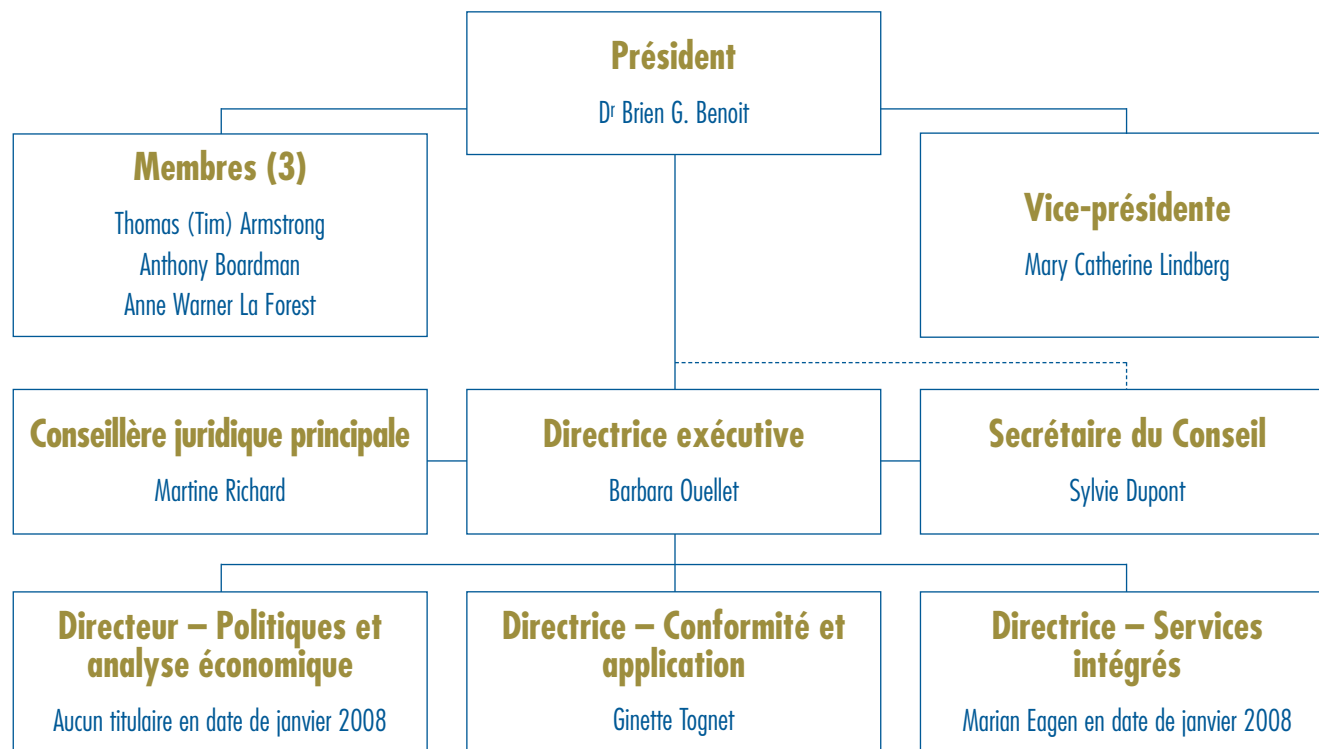 Président
Dr Brien G. Benoit
Membres (3)
Thomas (Tim) Armstrong
Anthony Boardman
Anne Warner La Forest
Vice-présidente
Mary Catherine Lindberg
Conseillère juridique principale
Martine Richard
Directrice exécutive
Barbara Ouellet
Secrétaire du Conseil
Sylvie Dupont
Directeur – Politiques et
analyse économique
Aucun titulaire en date de janvier 2008
Directrice – Conformité et
application
Ginette Tognet
Directrice – Services
intégrés
Marian Eagen en date de janvier 2008